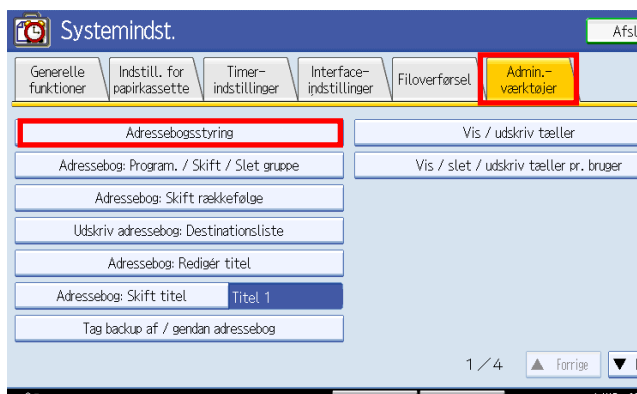 Systemindst.
Afsl
Generelle funktioner
Indstill. for papirkassette
Timer- indstillinger
Interface- indstillinger
Filoverførsel
Admin.- værktøjer
Adressebogsstyring
Vis / udskriv tæller
Adressebog: Program. / Skift / Slet gruppe
Vis / slet / udskriv tæller pr. bruger
Adressebog: Skift rækkefølge
Udskriv adressebog: Destinationsliste
Adressebog: Redigér titel
Adressebog: Skift titel
Titel 1
Tag backup af / gendan adressebog
1/4
▲ Forrige
▼